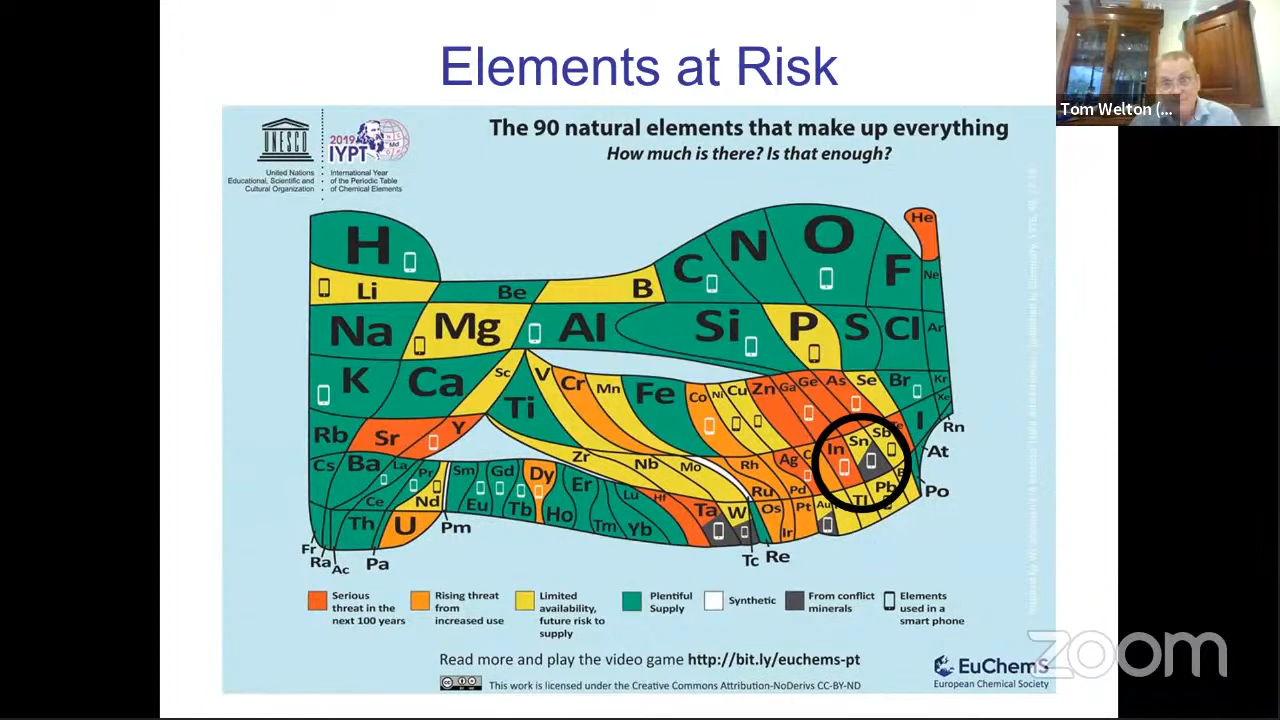 Elements at Risk
Tom Welton (...
UNESCO
2019
IYPT
United Nations
Educational, Scientific and
Cultural Organization
International Year
of the Periodic Table
of Chemical Elements
The 90 natural elements that make up everything
How much is there? Is that enough?
H
He
Li
Be
B
C
N
O
F
Ne
Na
Mg
Al
Si
P
S
Cl
Ar
K
Ca
Sc
Ti
V
Cr
Mn
Fe
Co
Ni
Cu
Zn
Ga
Ge
As
Se
Br
Kr
Rb
Sr
Y
Zr
Nb
Mo
Rh
Ru
Pd
Ag
In
Sn
Sb
Te
I
Xe
Rn
At
Po
Cs
Ba
La
Ce
Pr
Nd
Sm
Eu
Gd
Tb
Dy
Ho
Er
Tm
Yb
Lu
Hf
Ta
W
Os
Ir
Pt
Au
Tl
Pb
Th
U
Pm
Fr
Ra
Ac
Pa
Tc
Re
Serious
threat in the
next 100 years
Rising threat
from
increased use
Limited
availability,
future risk to
supply
Plentiful
Supply
Synthetic
From conflict
minerals
Elements
used in a
smart phone
Read more and play the video game http://bit.ly/euchems-pt
This work is licensed under the Creative Commons Attribution-NoDerivs CC-BY-ND
EuChemS
European Chemical Society
zoom